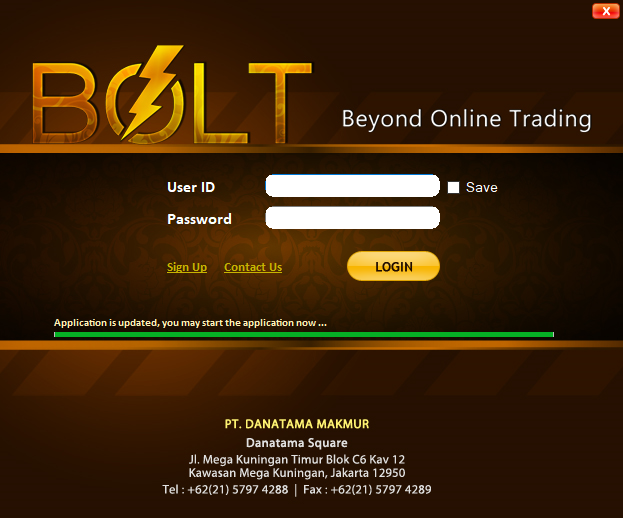 X
BOLT
Beyond Online Trading
User ID
Save
Password
Sign Up Contact Us LOGIN
Application is updated, you may start the application now ...
PT. DANATAMA MAKMUR
Danatama Square
Jl. Mega Kuningan Timur Blok C6 Kav 12
Kawasan Mega Kuningan, Jakarta 12950
Tel : +62(21) 5797 4288 | Fax : +62(21) 5797 4289